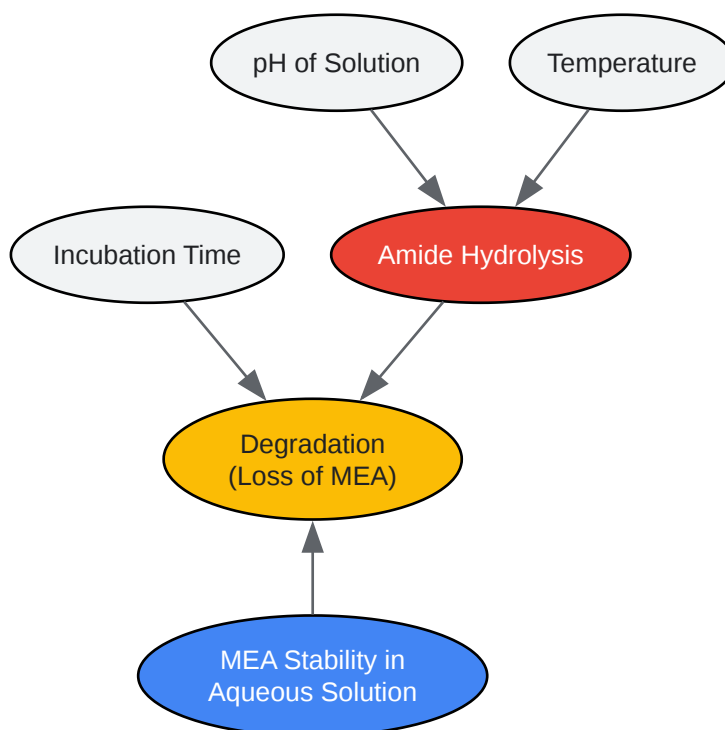 pH of Solution
Temperature
Incubation Time
Amide Hydrolysis
Degradation
(Loss of MEA)
MEA Stability in
Aqueous Solution